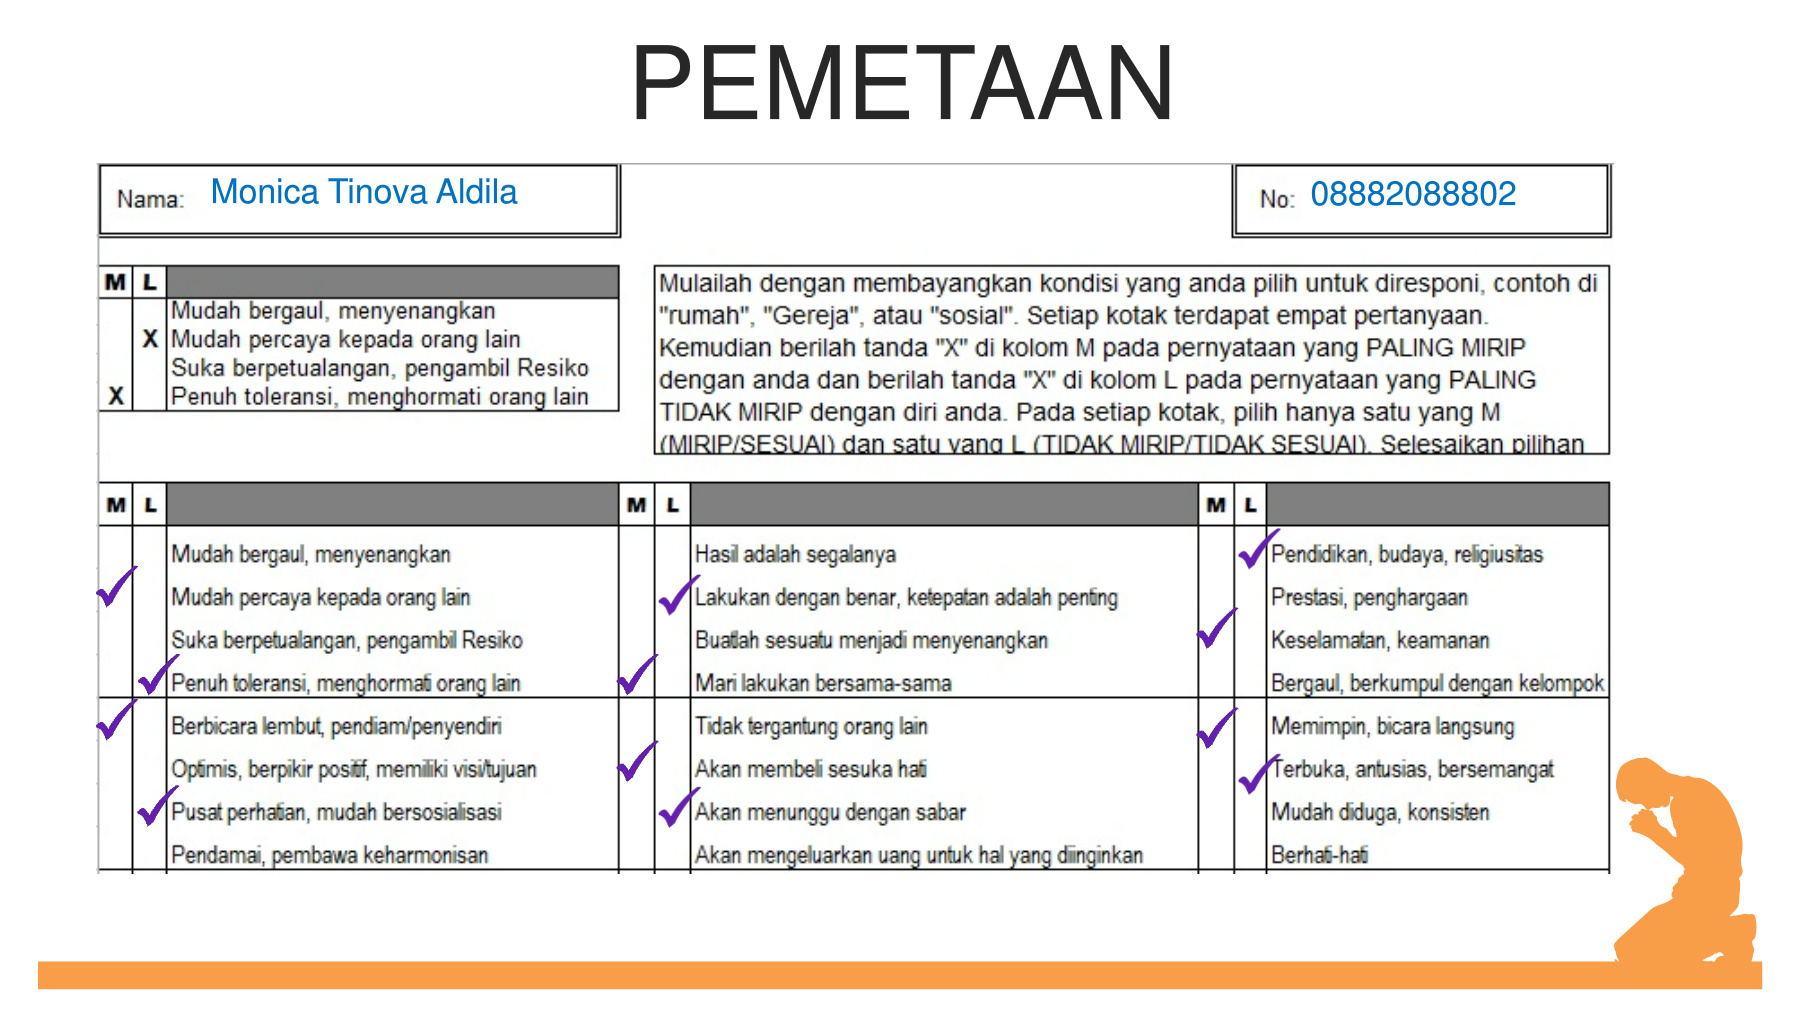 PEMETAAN
Nama: Monica Tinova Aldila
No: 08882088802
M L
Mudah bergaul, menyenangkan
X Mudah percaya kepada orang lain
Suka berpetualangan, pengambil Resiko
X Penuh toleransi, menghormati orang lain
Mulailah dengan membayangkan kondisi yang anda pilih untuk diresponi, contoh di
"rumah", "Gereja", atau "sosial". Setiap kotak terdapat empat pertanyaan.
Kemudian berilah tanda "X" di kolom M pada pernyataan yang PALING MIRIP
dengan anda dan berilah tanda "X" di kolom L pada pernyataan yang PALING
TIDAK MIRIP dengan diri anda. Pada setiap kotak, pilih hanya satu yang M
(MIRIP/SESUAI) dan satu yang L (TIDAK MIRIP/TIDAK SESUAI). Selesaikan pilihan
M L
Mudah bergaul, menyenangkan
Mudah percaya kepada orang lain
Suka berpetualangan, pengambil Resiko
Penuh toleransi, menghormati orang lain
Berbicara lembut, pendiam/penyendiri
Optimis, berpikir positif, memiliki visi/tujuan
Pusat perhatian, mudah bersosialisasi
Pendamai, pembawa keharmonisan
M L
Hasil adalah segalanya
Lakukan dengan benar, ketepatan adalah penting
Buatlah sesuatu menjadi menyenangkan
Mari lakukan bersama-sama
Tidak tergantung orang lain
Akan membeli sesuka hati
Akan menunggu dengan sabar
Akan mengeluarkan uang untuk hal yang diinginkan
M L
Pendidikan, budaya, religiusitas
Prestasi, penghargaan
Keselamatan, keamanan
Bergaul, berkumpul dengan kelompok
Memimpin, bicara langsung
Terbuka, antusias, bersemangat
Mudah diduga, konsisten
Berhati-hati